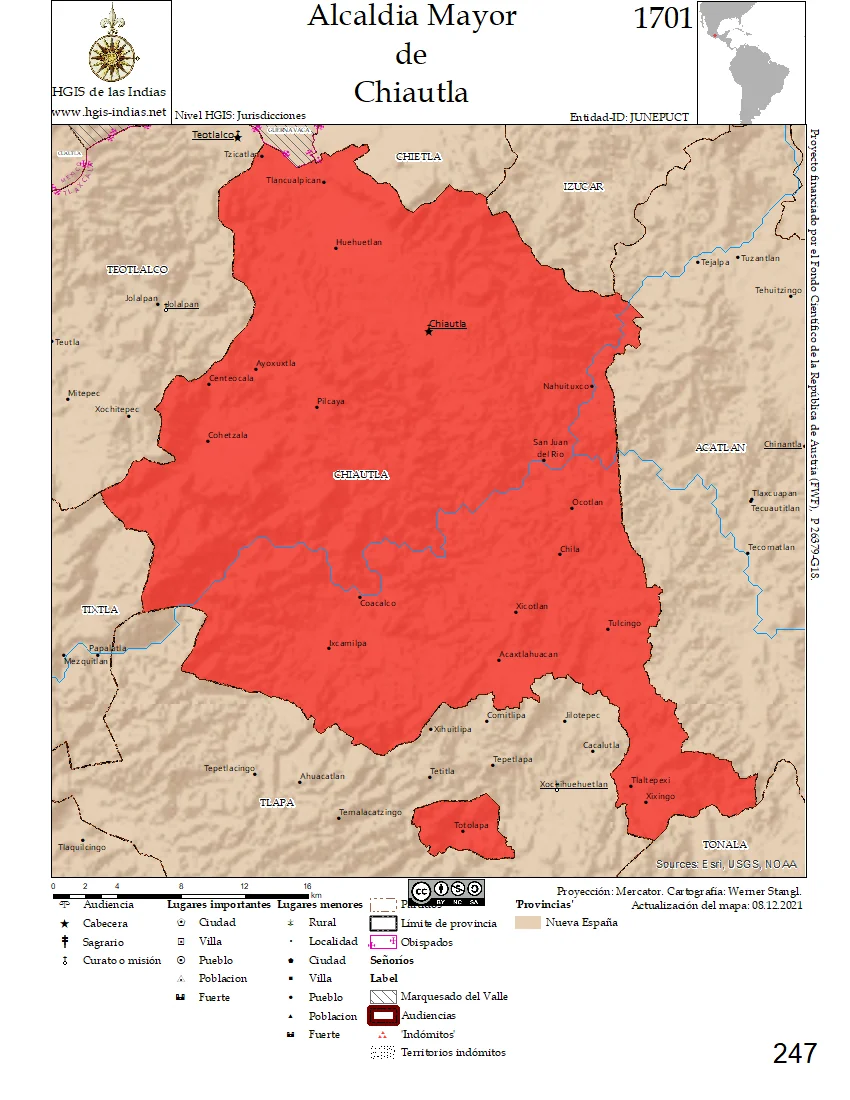 Alcaldia Mayor
de
Chiautla
1701
HGIS de las Indias
www.hgis-indias.net
Nivel HGIS: Jurisdicciones
Entidad-ID: JUNEPUCT
Proyecto financiado por el Fondo Científico de la República de Austria (FWF). P 26379-G18.
Teotlalco
CUERNAVACA
Tzicatlan
CHIETLA
Tlancualpican
IZUCAR
Huehuetlan
Tejalpa
Tuzantlan
TEOTLALCO
Tehuitzingo
Jolalpan
Jolalpan
Chiautla
Teutla
Ayoxuxtla
Centeocala
Nahuituxco
Mitepec
Pilcaya
Xochitepec
Cohetzala
San Juan
del Rio
ACATLAN
Chinantla
CHIAUTLA
Tlaxcuapan
Tecuautitlan
Ocotlan
Chila
Tecomatlan
Coacalco
TIXTLA
Xicotlan
Tulcingo
Ixcamilpa
Papalutla
Mezquitlan
Acaxtlahuacan
Comitlipa
Jilotepec
Xihuitlipa
Cacalutla
Tepetlapa
Tepetlacingo
Ahuacatlan
Tetitla
Xochihuehuetlan
Tlaltepexi
Xixingo
TLAPA
Temalacatzingo
Totolapa
Tlaquilcingo
TONALA
Sources: Esri, USGS, NOAA
0 2 4 8 12 16
km
cc
BY NC SA
Proyección: Mercator. Cartografía: Werner Stangl.
Actualización del mapa: 08.12.2021
Audiencia
Cabecera
Sagrario
Curato o misión
Lugares importantes
Ciudad
Villa
Pueblo
Poblacion
Fuerte
Lugares menores
Rural
Localidad
Ciudad
Villa
Pueblo
Poblacion
Fuerte
Límite de provincia
Obispados
Señoríos
Label
Marquesado del Valle
Audiencias
'Indómitos'
Territorios indómitos
'Provincias'
Nueva España
247